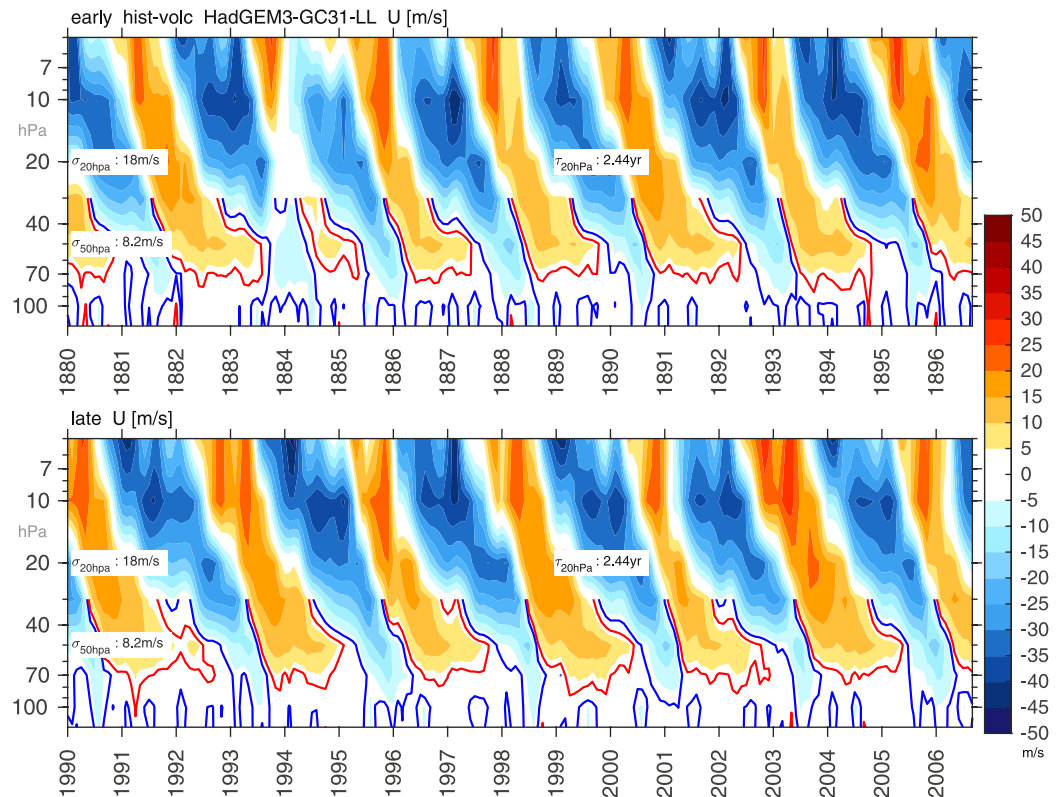 early hist-volc HadGEM3-GC31-LL U [m/s]
7
10
hPa
20
40
70
100
σ20hpa : 18m/s
τ20hPa : 2.44yr
σ50hpa : 8.2m/s
1880 1881 1882 1883 1884 1885 1886 1887 1888 1889 1890 1891 1892 1893 1894 1895 1896
late U [m/s]
7
10
hPa
20
40
70
100
σ20hpa : 18m/s
τ20hPa : 2.44yr
σ50hpa : 8.2m/s
1990 1991 1992 1993 1994 1995 1996 1997 1998 1999 2000 2001 2002 2003 2004 2005 2006
50
45
40
35
30
25
20
15
10
5
0
-5
-10
-15
-20
-25
-30
-35
-40
-45
-50
m/s